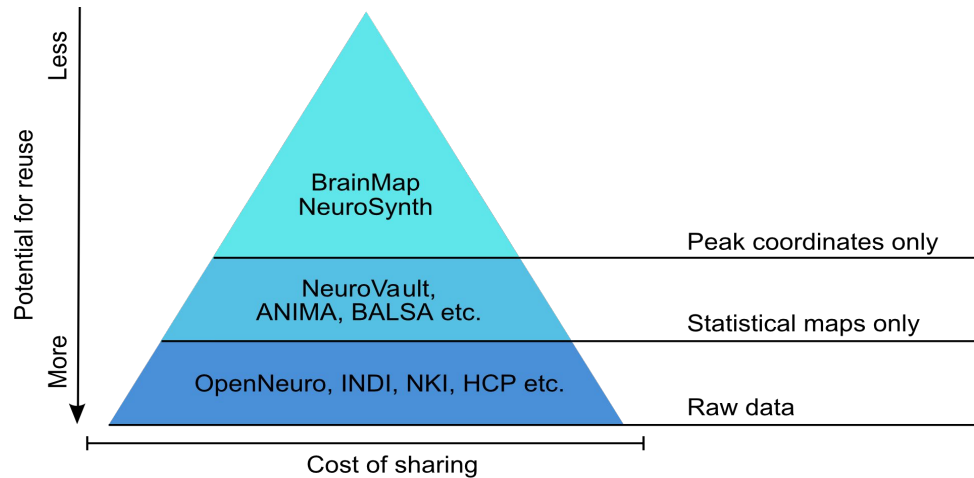 Less
Potential for reuse
More
BrainMap
NeuroSynth
Peak coordinates only
NeuroVault,
ANIMA, BALSA etc.
Statistical maps only
OpenNeuro, INDI, NKI, HCP etc.
Raw data
Cost of sharing